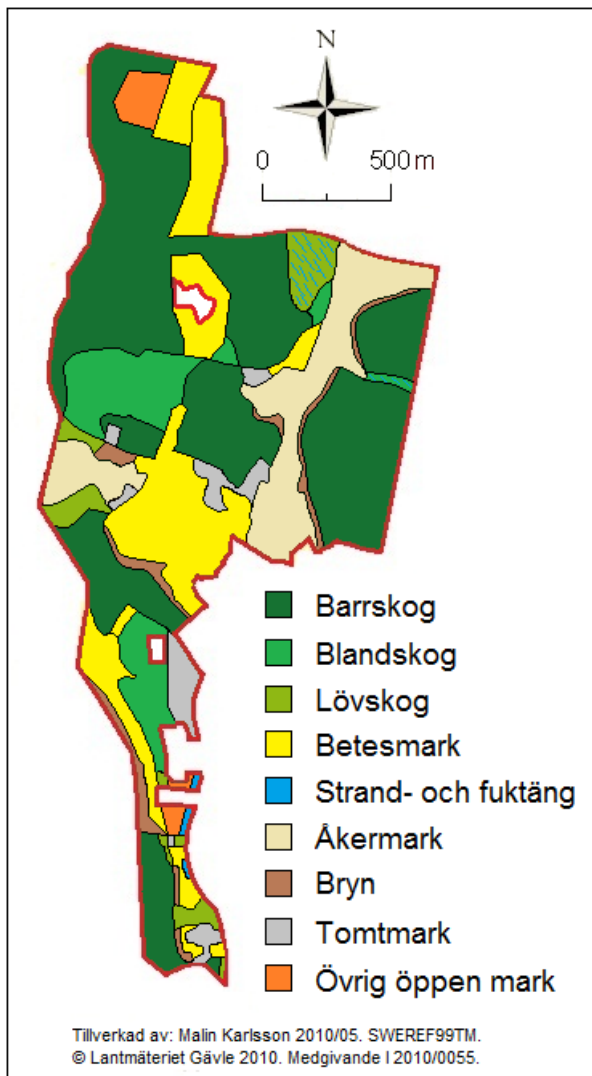 N
0 500 m
Barrskog
Blandskog
Lövskog
Betesmark
Strand- och fuktäng
Åkermark
Bryn
Tomtmark
Övrig öppen mark
Tillverkad av: Malin Karlsson 2010/05. SWEREF99TM.
© Lantmäteriet Gävle 2010. Medgivande I 2010/0055.